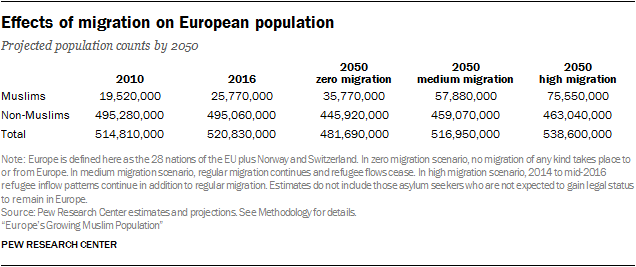 Effects of migration on European population
Projected population counts by 2050
2010 2016 2050 zero migration 2050 medium migration 2050 high migration
Muslims 19,520,000 25,770,000 35,770,000 57,880,000 75,550,000
Non-Muslims 495,280,000 495,060,000 445,920,000 459,070,000 463,040,000
Total 514,810,000 520,830,000 481,690,000 516,950,000 538,600,000
Note: Europe is defined here as the 28 nations of the EU plus Norway and Switzerland. In zero migration scenario, no migration of any kind takes place to
or from Europe. In medium migration scenario, regular migration continues and refugee flows cease. In high migration scenario, 2014 to mid-2016
refugee inflow patterns continue in addition to regular migration. Estimates do not include those asylum seekers who are not expected to gain legal status
to remain in Europe.
Source: Pew Research Center estimates and projections. See Methodology for details.
“Europe’s Growing Muslim Population”
PEW RESEARCH CENTER